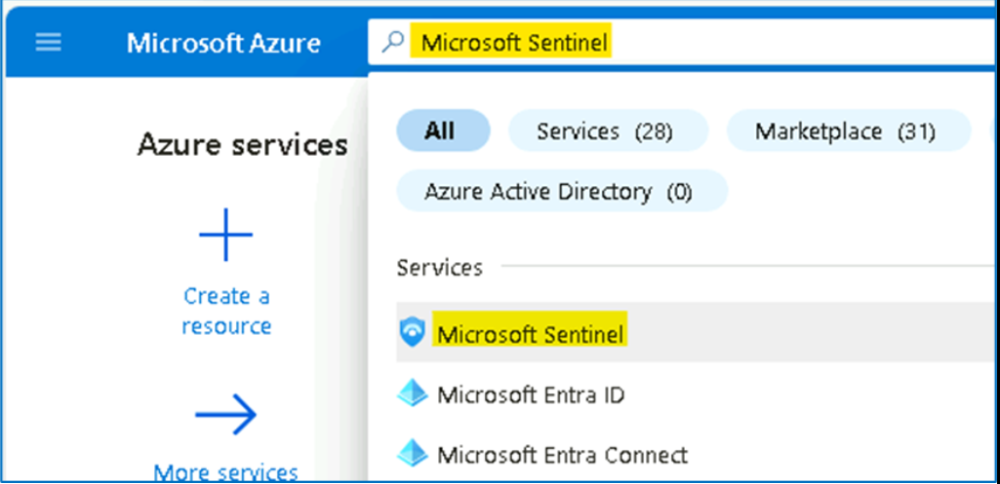 Microsoft Azure
Microsoft Sentinel
Azure services
All
Services (28)
Marketplace (31)
Azure Active Directory (0)
Create a
resource
Services
Microsoft Sentinel
Microsoft Entra ID
Microsoft Entra Connect
More services